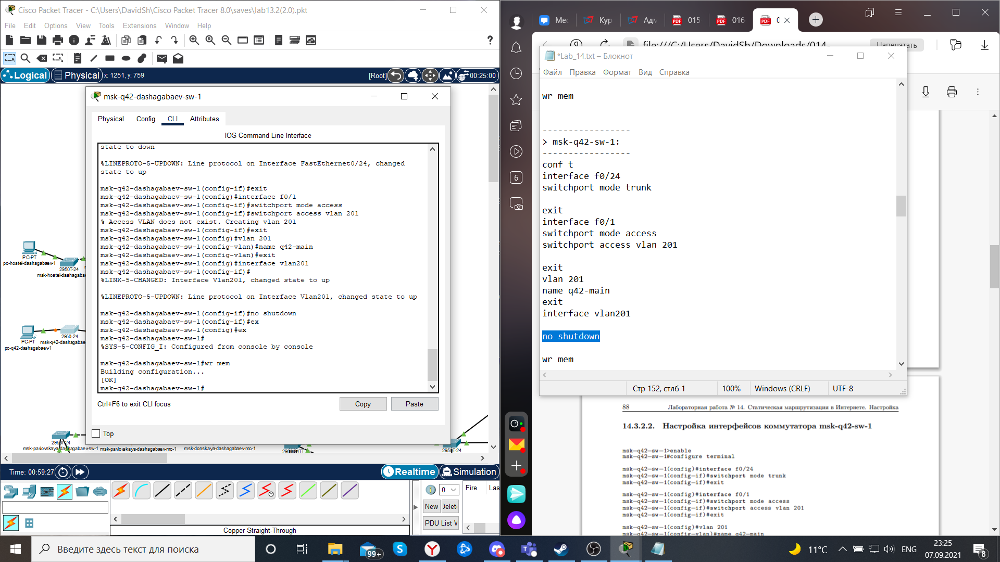 Cisco Packet Tracer - C:\Users\DavidSh\Cisco Packet Tracer 8.0\saves\lab13.2(2.0).pkt
File Edit Options View Tools Extensions Window Help
Logical Physical x: 1251, y: 759
[Root] 00:25:00
msk-q42-dashagabaev-sw-1
Physical Config CLI Attributes
IOS Command Line Interface
state to down
%LINEPROTO-5-UPDOWN: Line protocol on Interface FastEthernet0/24, changed
state to up
msk-q42-dashagabaev-sw-1(config-if)#exit
msk-q42-dashagabaev-sw-1(config)#interface f0/1
msk-q42-dashagabaev-sw-1(config-if)#switchport mode access
msk-q42-dashagabaev-sw-1(config-if)#switchport access vlan 201
% Access VLAN does not exist. Creating vlan 201
msk-q42-dashagabaev-sw-1(config-if)#exit
msk-q42-dashagabaev-sw-1(config)#vlan 201
msk-q42-dashagabaev-sw-1(config-vlan)#name q42-main
msk-q42-dashagabaev-sw-1(config-vlan)#exit
msk-q42-dashagabaev-sw-1(config)#interface vlan201
msk-q42-dashagabaev-sw-1(config-if)#
%LINK-5-CHANGED: Interface Vlan201, changed state to up
%LINEPROTO-5-UPDOWN: Line protocol on Interface Vlan201, changed state to up
msk-q42-dashagabaev-sw-1(config-if)#no shutdown
msk-q42-dashagabaev-sw-1(config-if)#ex
msk-q42-dashagabaev-sw-1(config)#ex
msk-q42-dashagabaev-sw-1#
%SYS-5-CONFIG_I: Configured from console by console
msk-q42-dashagabaev-sw-1#wr mem
Building configuration...
[OK]
msk-q42-dashagabaev-sw-1#
Ctrl+F6 to exit CLI focus
Copy Paste
Top
PC-PT
pc-hostel-dashagabaev-1
2950T-24
msk-hostel-dashagabaev
PC-PT
pc-q42-dashagabaev-1
2950-24
msk-q42-dashagabaev
2950T-24
msk-pavlovskaya-dashagabaev-sw-1
msk-pavlovskaya-dashagabaev-mc-1
msk-donskaya-dashagabaev-mc-1
2950T-24
Time: 00:59:27
Realtime Simulation
0
Fire Las
New Delet
PDU List W
Copper Straight-Through
Мес Кур Адм 015 016 0
file:///C:/Users/DavidSh/Downloads/014-
Напечатать
6
*Lab_14.txt – Блокнот
Файл Правка Формат Вид Справка
wr mem
-----------------
> msk-q42-sw-1:
-----------------
conf t
interface f0/24
switchport mode trunk
exit
interface f0/1
switchport mode access
switchport access vlan 201
exit
vlan 201
name q42-main
exit
interface vlan201
no shutdown
wr mem
Стр 152, стлб 1 100% Windows (CRLF) UTF-8
88 Лабораторная работа № 14. Статическая маршрутизация в Интернете. Настройка
14.3.2.2. Настройка интерфейсов коммутатора msk-q42-sw-1
msk-q42-sw-1>enable
msk-q42-sw-1#configure terminal
msk-q42-sw-1(config)#interface f0/24
msk-q42-sw-1(config-if)#switchport mode trunk
msk-q42-sw-1(config-if)#exit
msk-q42-sw-1(config)#interface f0/1
msk-q42-sw-1(config-if)#switchport mode access
msk-q42-sw-1(config-if)#switchport access vlan 201
msk-q42-sw-1(config-if)#exit
msk-q42-sw-1(config)#vlan 201
msk-q42-sw-1(config-vlan)#name q42-main
Введите здесь текст для поиска
99+
11°C
ENG
23:25
07.09.2021
8